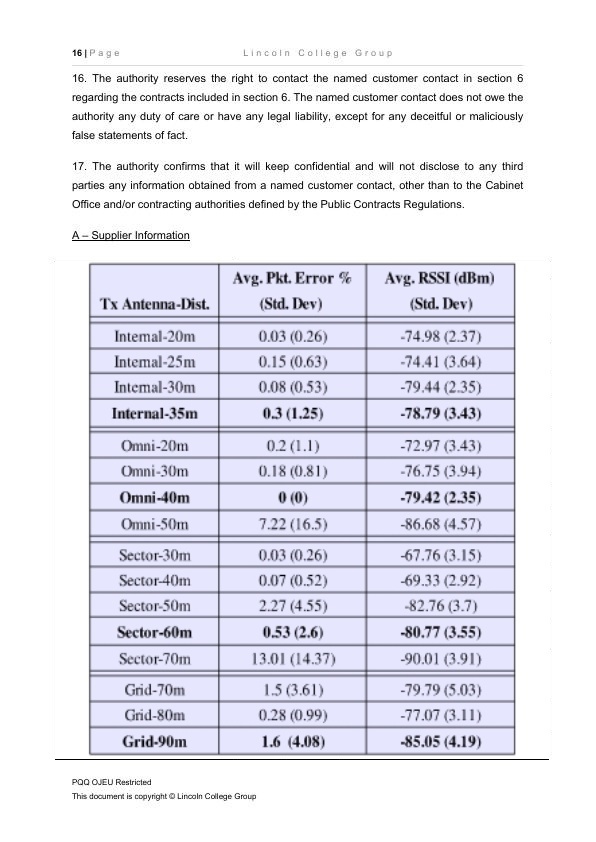 16 | P a g e L i n c o l n C o l l e g e G r o u p
16. The authority reserves the right to contact the named customer contact in section 6
regarding the contracts included in section 6. The named customer contact does not owe the
authority any duty of care or have any legal liability, except for any deceitful or maliciously
false statements of fact.
17. The authority confirms that it will keep confidential and will not disclose to any third
parties any information obtained from a named customer contact, other than to the Cabinet
Office and/or contracting authorities defined by the Public Contracts Regulations.
A – Supplier Information
Avg. Pkt. Error % Avg. RSSI (dBm)
Tx Antenna-Dist. (Std. Dev) (Std. Dev)
Internal-20m 0.03 (0.26) -74.98 (2.37)
Internal-25m 0.15 (0.63) -74.41 (3.64)
Internal-30m 0.08 (0.53) -79.44 (2.35)
Internal-35m 0.3 (1.25) -78.79 (3.43)
Omni-20m 0.2 (1.1) -72.97 (3.43)
Omni-30m 0.18 (0.81) -76.75 (3.94)
Omni-40m 0 (0) -79.42 (2.35)
Omni-50m 7.22 (16.5) -86.68 (4.57)
Sector-30m 0.03 (0.26) -67.76 (3.15)
Sector-40m 0.07 (0.52) -69.33 (2.92)
Sector-50m 2.27 (4.55) -82.76 (3.7)
Sector-60m 0.53 (2.6) -80.77 (3.55)
Sector-70m 13.01 (14.37) -90.01 (3.91)
Grid-70m 1.5 (3.61) -79.79 (5.03)
Grid-80m 0.28 (0.99) -77.07 (3.11)
Grid-90m 1.6 (4.08) -85.05 (4.19)
PQQ OJEU Restricted
This document is copyright © Lincoln College Group